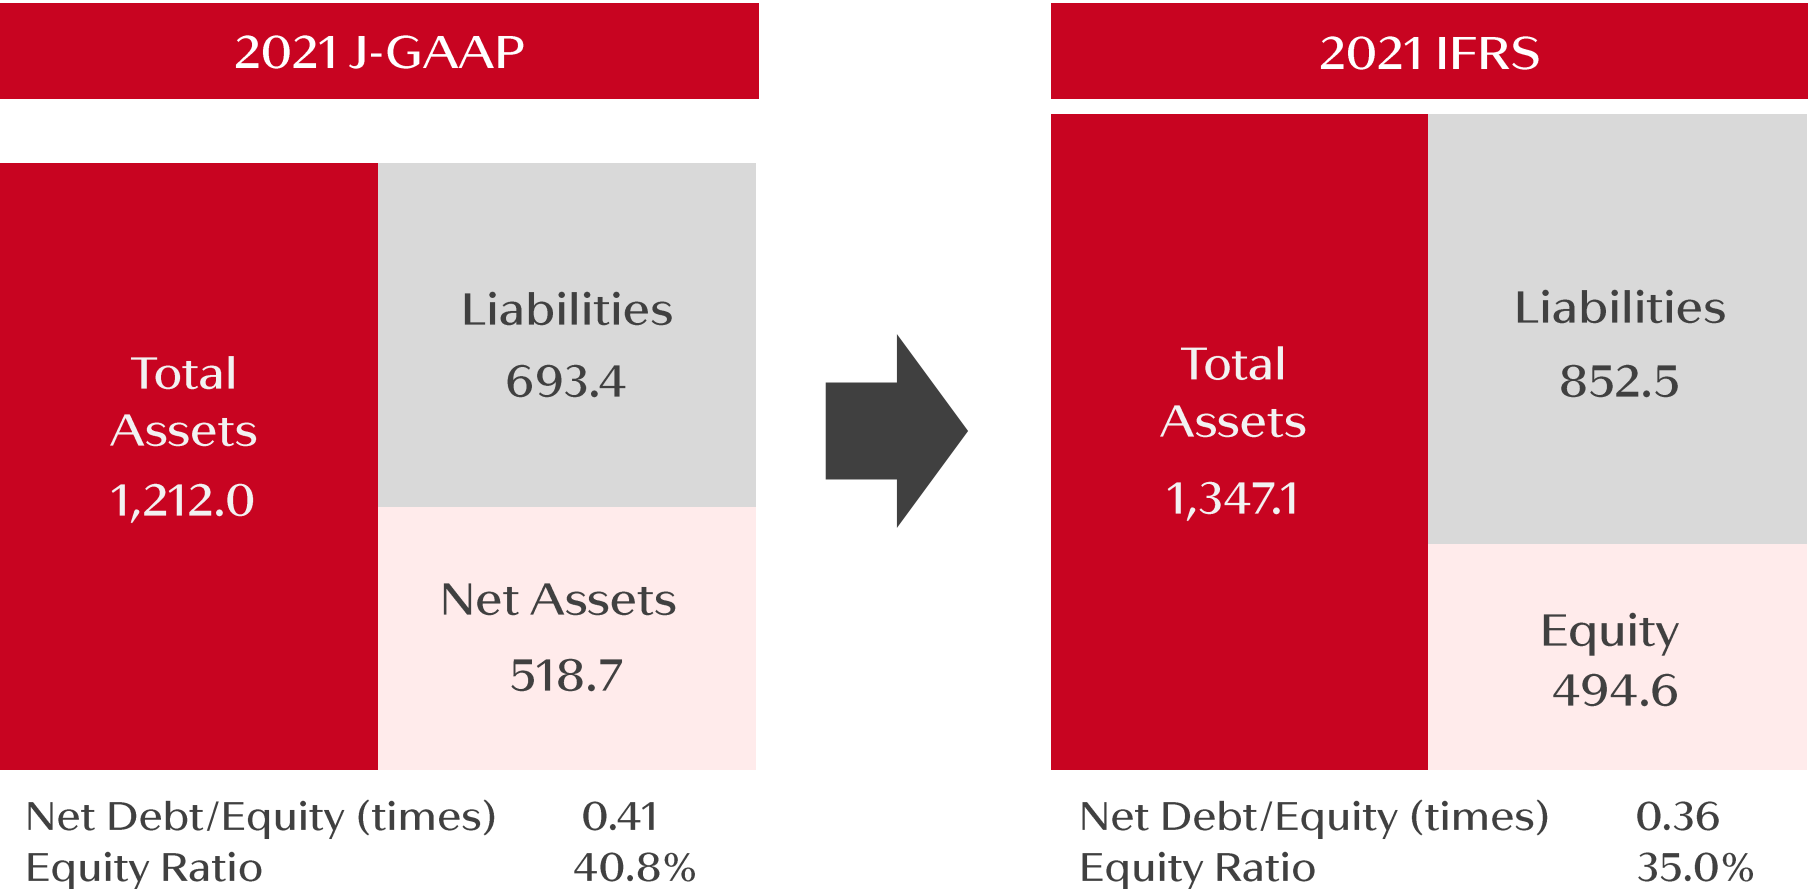 2021 J-GAAP
Total
Assets
1,212.0
Liabilities
693.4
Net Assets
518.7
Net Debt/Equity (times) 0.41
Equity Ratio 40.8%
2021 IFRS
Total
Assets
1,347.1
Liabilities
852.5
Equity
494.6
Net Debt/Equity (times) 0.36
Equity Ratio 35.0%